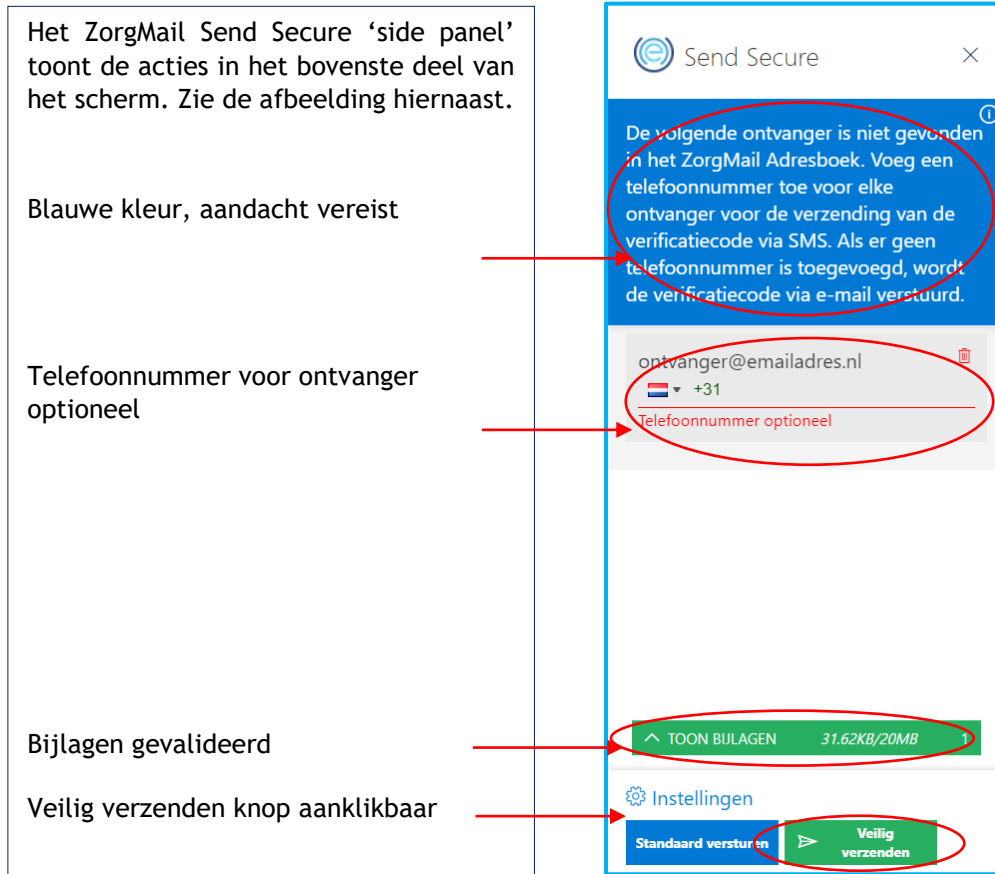 Het ZorgMail Send Secure ‘side panel’
toont de acties in het bovenste deel van
het scherm. Zie de afbeelding hiernaast.
Blauwe kleur, aandacht vereist
Telefoonnummer voor ontvanger
optioneel
Bijlagen gevalideerd
Veilig verzenden knop aanklikbaar
Send Secure
De volgende ontvanger is niet gevonden
in het ZorgMail Adresboek. Voeg een
telefoonnummer toe voor elke
ontvanger voor de verzending van de
verificatiecode via SMS. Als er geen
telefoonnummer is toegevoegd, wordt
de verificatiecode via e-mail verstuurd.
ontvanger@emailadres.nl
+31
Telefoonnummer optioneel
TOON BIJLAGEN 31.62KB/20MB 1
Instellingen
Standaard versturen
Veilig
verzenden